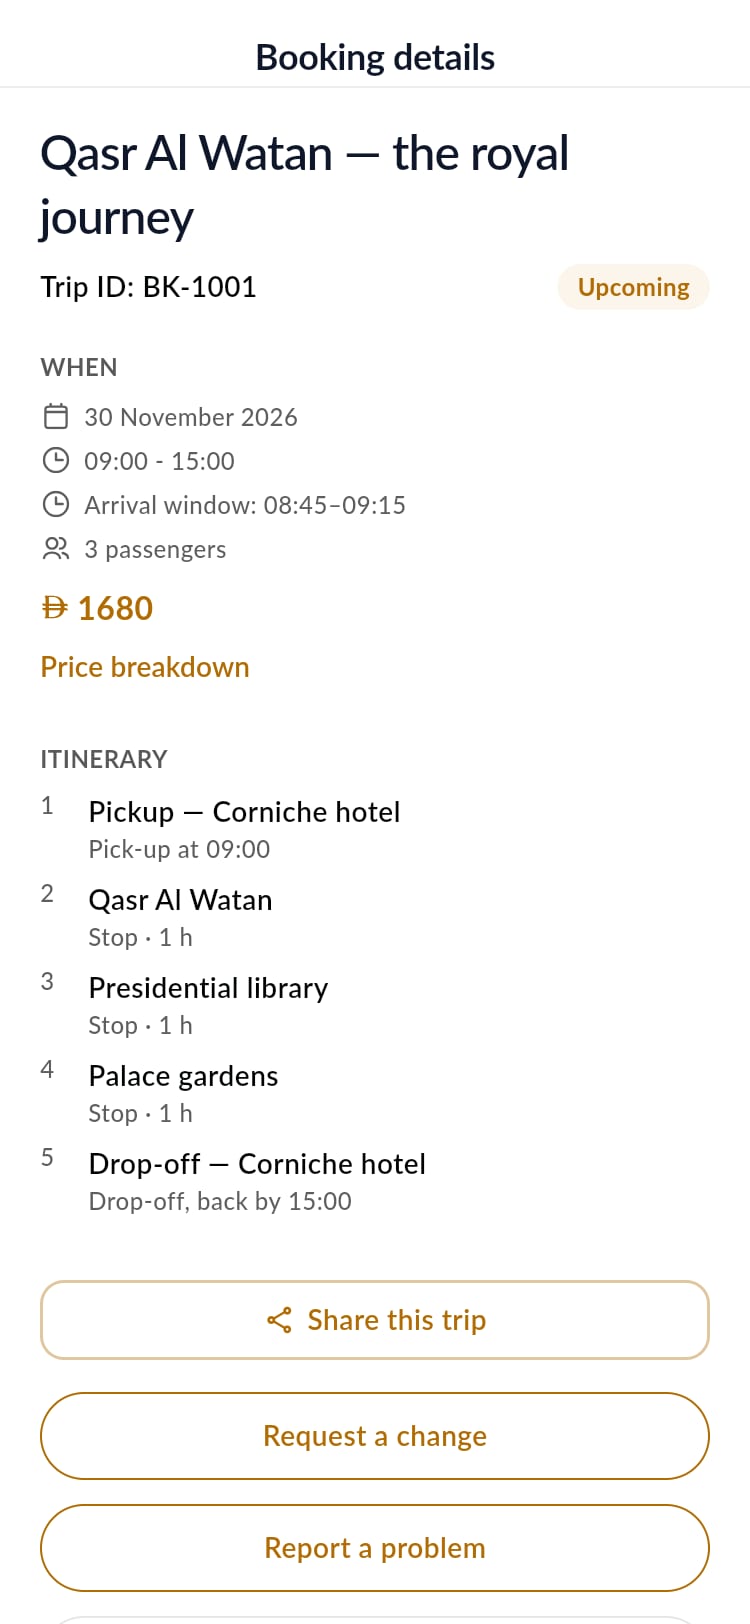 Booking details
Qasr Al Watan — the royal
journey
Trip ID: BK-1001
Upcoming
WHEN
30 November 2026
09:00 - 15:00
Arrival window: 08:45–09:15
3 passengers
1680
Price breakdown
ITINERARY
1
Pickup — Corniche hotel
Pick-up at 09:00
2
Qasr Al Watan
Stop · 1 h
3
Presidential library
Stop · 1 h
4
Palace gardens
Stop · 1 h
5
Drop-off — Corniche hotel
Drop-off, back by 15:00
Share this trip
Request a change
Report a problem